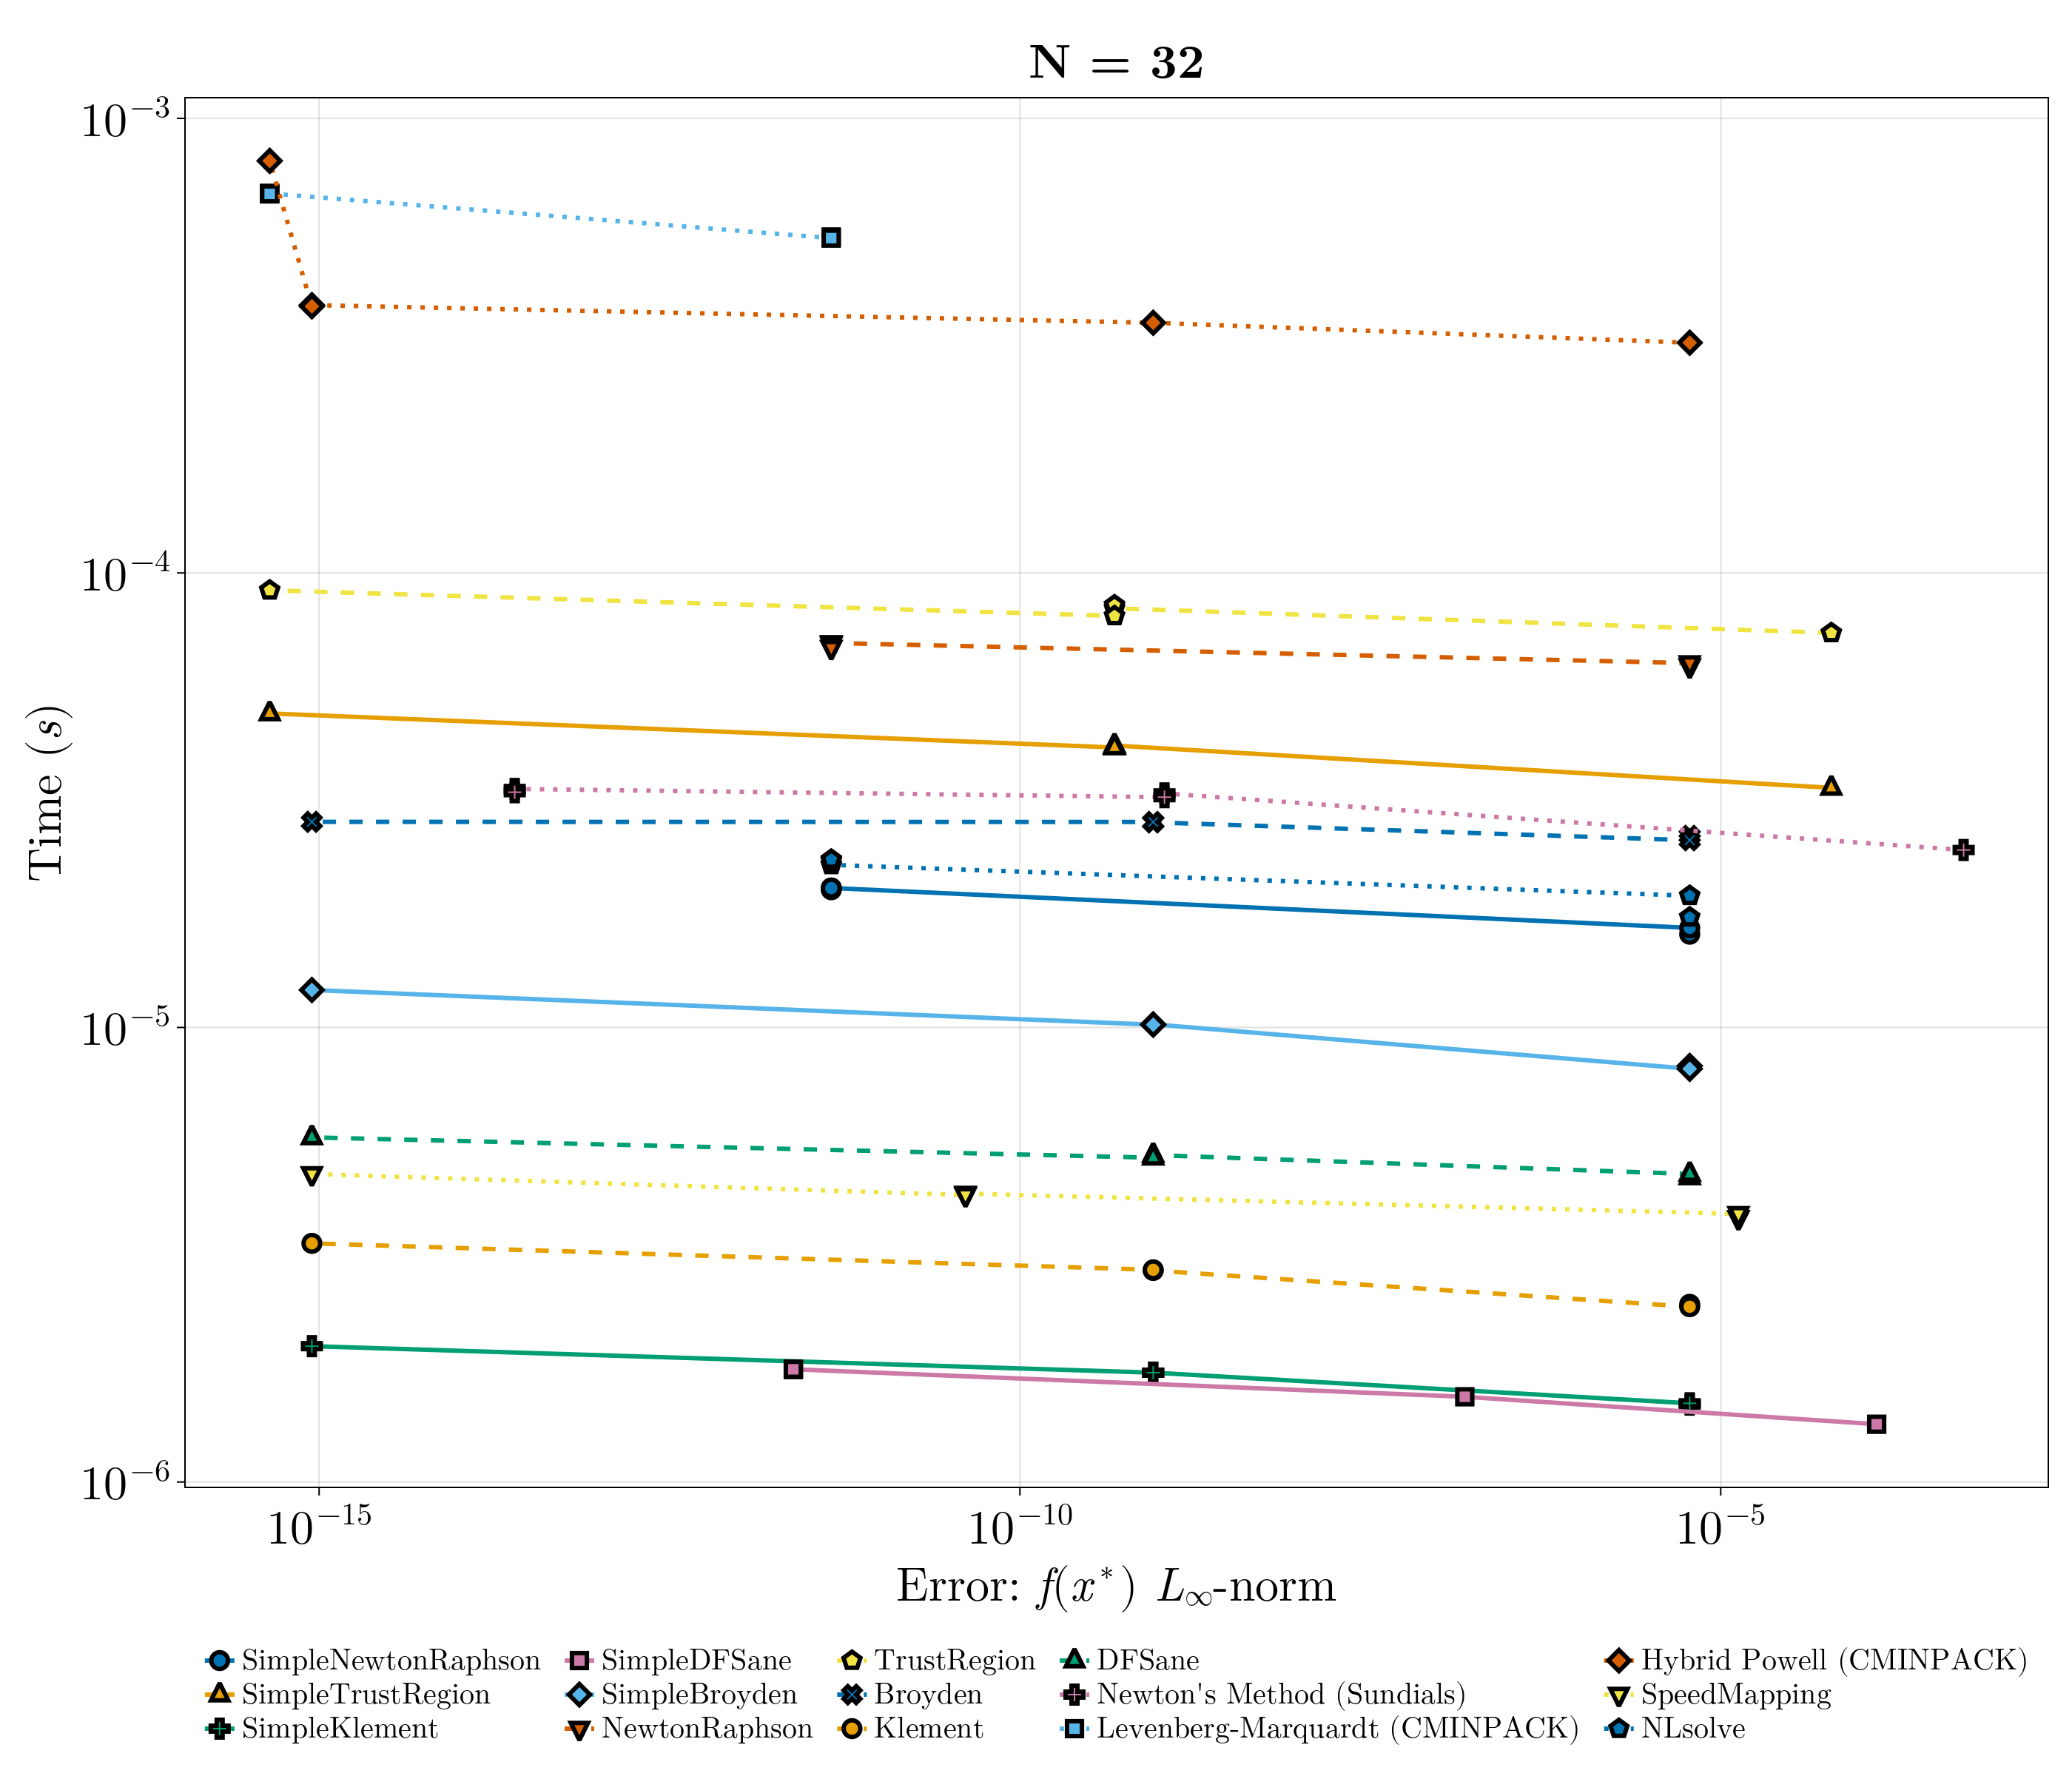 N = 32
10⁻³
10⁻⁴
10⁻⁵
10⁻⁶
Time (s)
10⁻¹⁵ 10⁻¹⁰ 10⁻⁵
Error: f(x*) L∞-norm
SimpleNewtonRaphson SimpleDFSane TrustRegion DFSane Hybrid Powell (CMINPACK)
SimpleTrustRegion SimpleBroyden Broyden Newton's Method (Sundials) SpeedMapping
SimpleKlement NewtonRaphson Klement Levenberg-Marquardt (CMINPACK) NLsolve